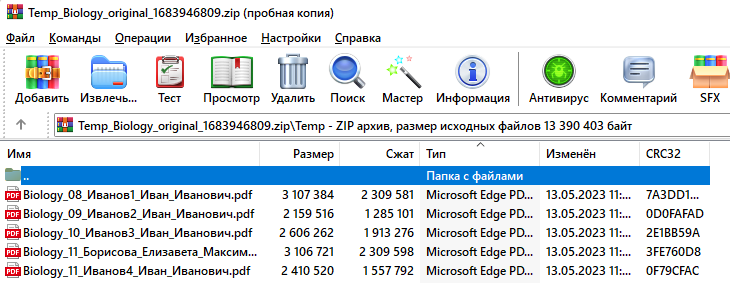 Temp_Biology_original_1683946809.zip (пробная копия)
Файл Команды Операции Избранное Настройки Справка
Добавить Извлечь... Тест Просмотр Удалить Поиск Мастер Информация Антивирус Комментарий SFX
Temp_Biology_original_1683946809.zip\Temp - ZIP архив, размер исходных файлов 13 390 403 байт
Имя Размер Сжат Тип Изменён CRC32
.. Папка с файлами
Biology_08_Иванов1_Иван_Иванович.pdf 3 107 384 2 309 581 Microsoft Edge PD... 13.05.2023 11:... 7A3DD1...
Biology_09_Иванов2_Иван_Иванович.pdf 2 159 516 1 285 101 Microsoft Edge PD... 13.05.2023 11:... 0D0FAFAD
Biology_10_Иванов3_Иван_Иванович.pdf 2 606 262 1 913 276 Microsoft Edge PD... 13.05.2023 11:... 2E1BB59A
Biology_11_Борисова_Елизавета_Максим... 3 106 721 2 309 598 Microsoft Edge PD... 13.05.2023 11:... 3FE760D8
Biology_11_Иванов4_Иван_Иванович.pdf 2 410 520 1 557 792 Microsoft Edge PD... 13.05.2023 11:... 0F79CFAC